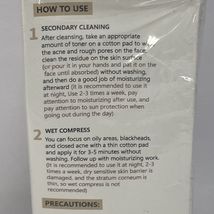 HOW TO USE
1 SECONDARY CLEANING
After cleansing, take an appropriate
amount of toner on a cotton pad to
the acne and rough pores on the face,
clean the residue on the skin surface
(or pour it in your hands and pat it on the
face until absorbed) without washing,
and then do a good job of moisturizing
afterward (It is recommended to use
it at night, Use 2-3 times a week, pay
attention to moisturizing after use, and
pay attention to sun protection when
going out during the day)
2 WET COMPRESS
You can focus on oily areas, blackheads,
and closed acne with a thin cotton pad
and apply it for 3-5 minutes without
washing. Follow up with moisturizing work.
(It is recommended to use it at night, 2-3
times a week, dry sensitive skin barrier is
damaged, and the stratum corneum is
thin, so wet compress is not
recommended)
PRECAUTIONS: